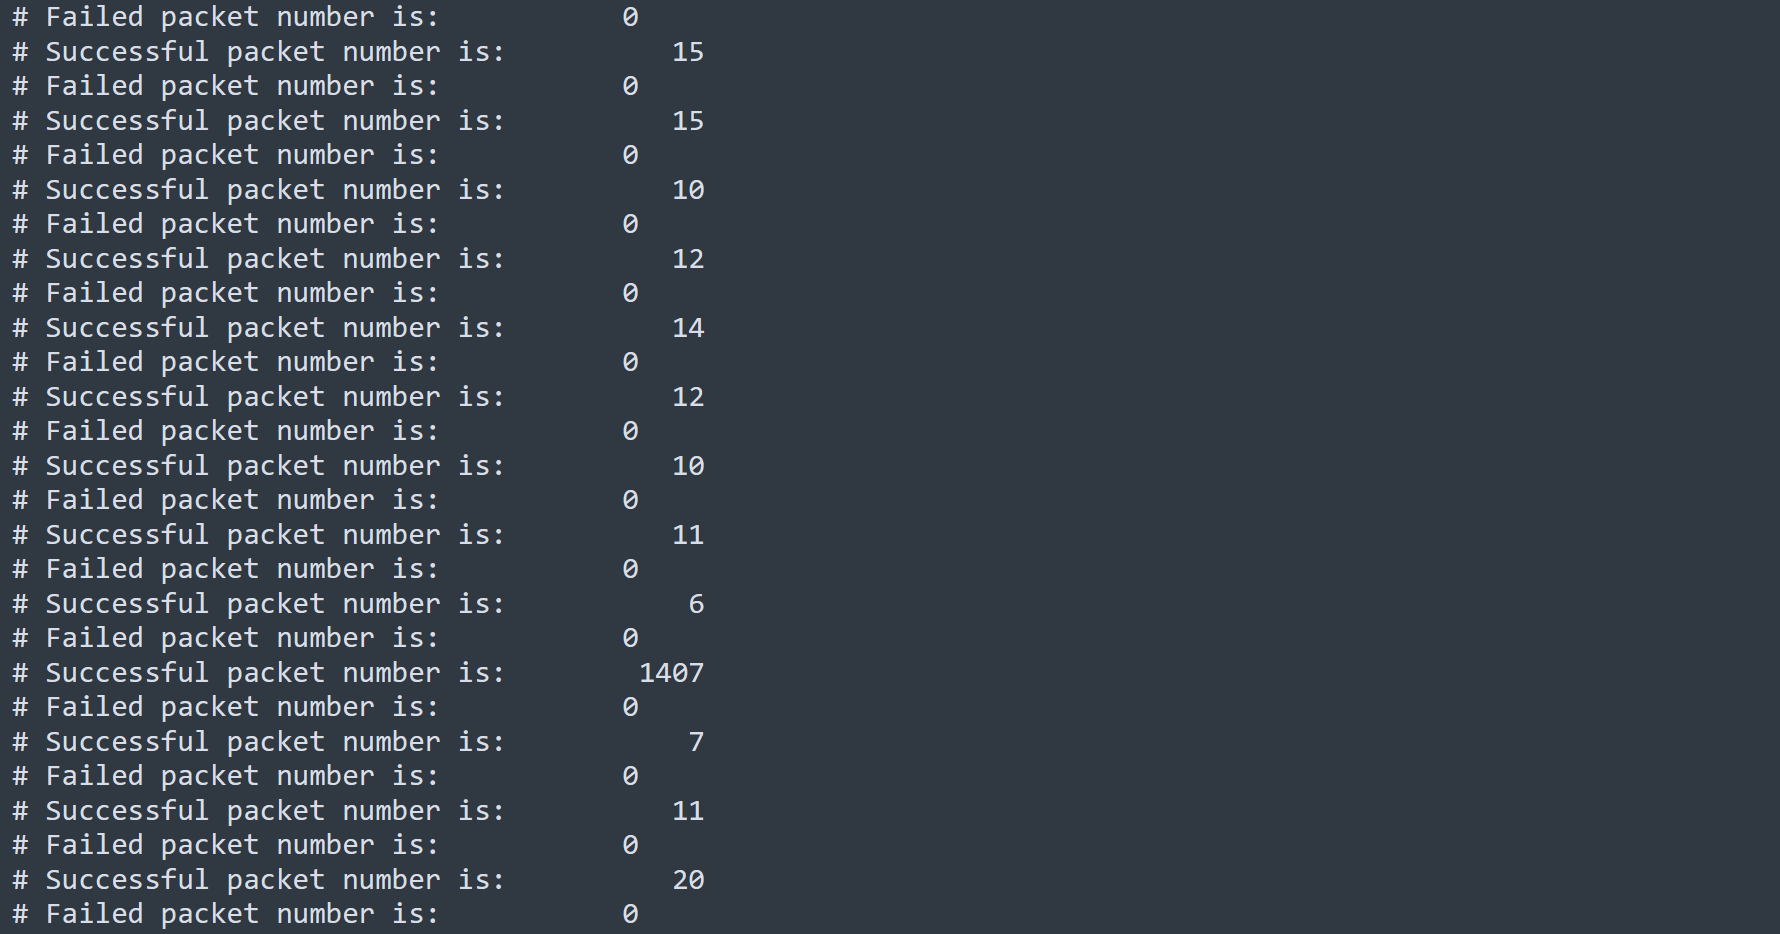 # Failed packet number is:           0
# Successful packet number is:          15
# Failed packet number is:           0
# Successful packet number is:          15
# Failed packet number is:           0
# Successful packet number is:          10
# Failed packet number is:           0
# Successful packet number is:          12
# Failed packet number is:           0
# Successful packet number is:          14
# Failed packet number is:           0
# Successful packet number is:          12
# Failed packet number is:           0
# Successful packet number is:          10
# Failed packet number is:           0
# Successful packet number is:          11
# Failed packet number is:           0
# Successful packet number is:           6
# Failed packet number is:           0
# Successful packet number is:        1407
# Failed packet number is:           0
# Successful packet number is:           7
# Failed packet number is:           0
# Successful packet number is:          11
# Failed packet number is:           0
# Successful packet number is:          20
# Failed packet number is:           0